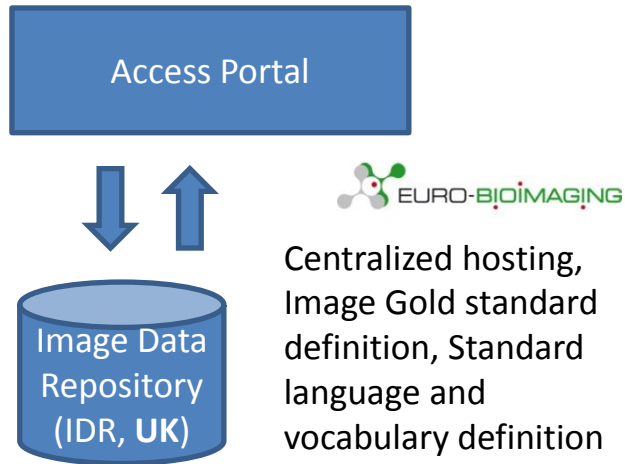 Access Portal
EURO-BIOIMAGING
Centralized hosting,
Image Gold standard
definition, Standard
language and
vocabulary definition
Image Data
Repository
(IDR, UK)